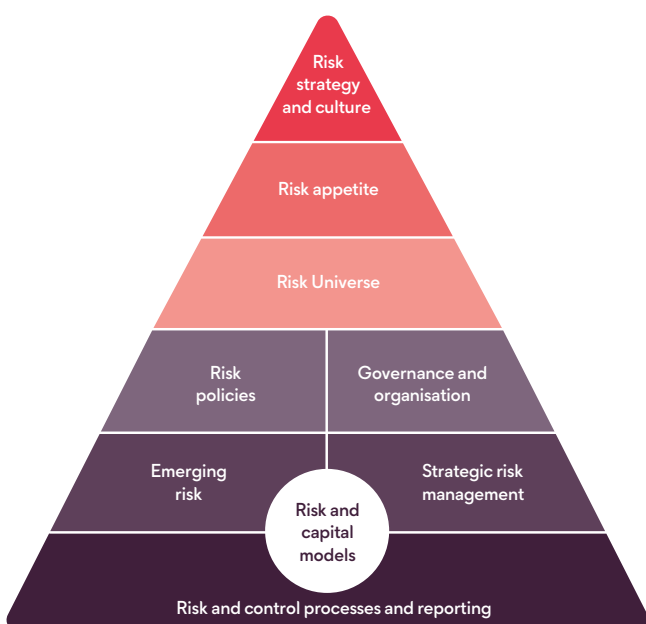 Risk
strategy
and culture
Risk appetite
Risk Universe
Risk
policies
Governance and
organisation
Emerging
risk
Strategic risk
management
Risk and
capital
models
Risk and control processes and reporting